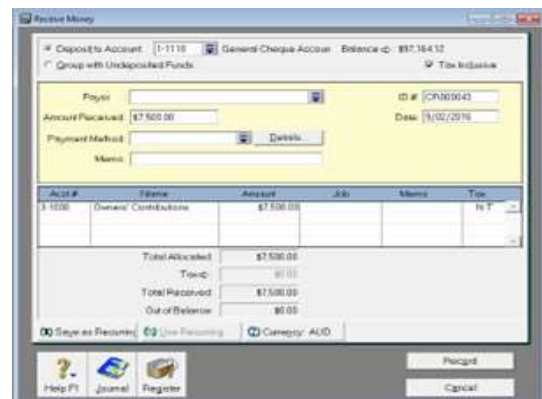 Receive Money
Deposit to Account: 1-1110 General Cheque Accoun Balance $97,164.12
Group with Undeposited Funds Tax Inclusive
Payor: ID #: CR000043
Amount Received: $7,500.00 Date: 9/02/2016
Payment Method: Details...
Memo:
Acct # Name Amount Job Memo Tax
3-1000 Owners' Contributions $7,500.00 N-T
Total Allocated: $7,500.00
Tax: $0.00
Total Received: $7,500.00
Out of Balance: $0.00
Save as Recurring Use Recurring Currency: AUD
Record
Help F1 Journal Register Cancel